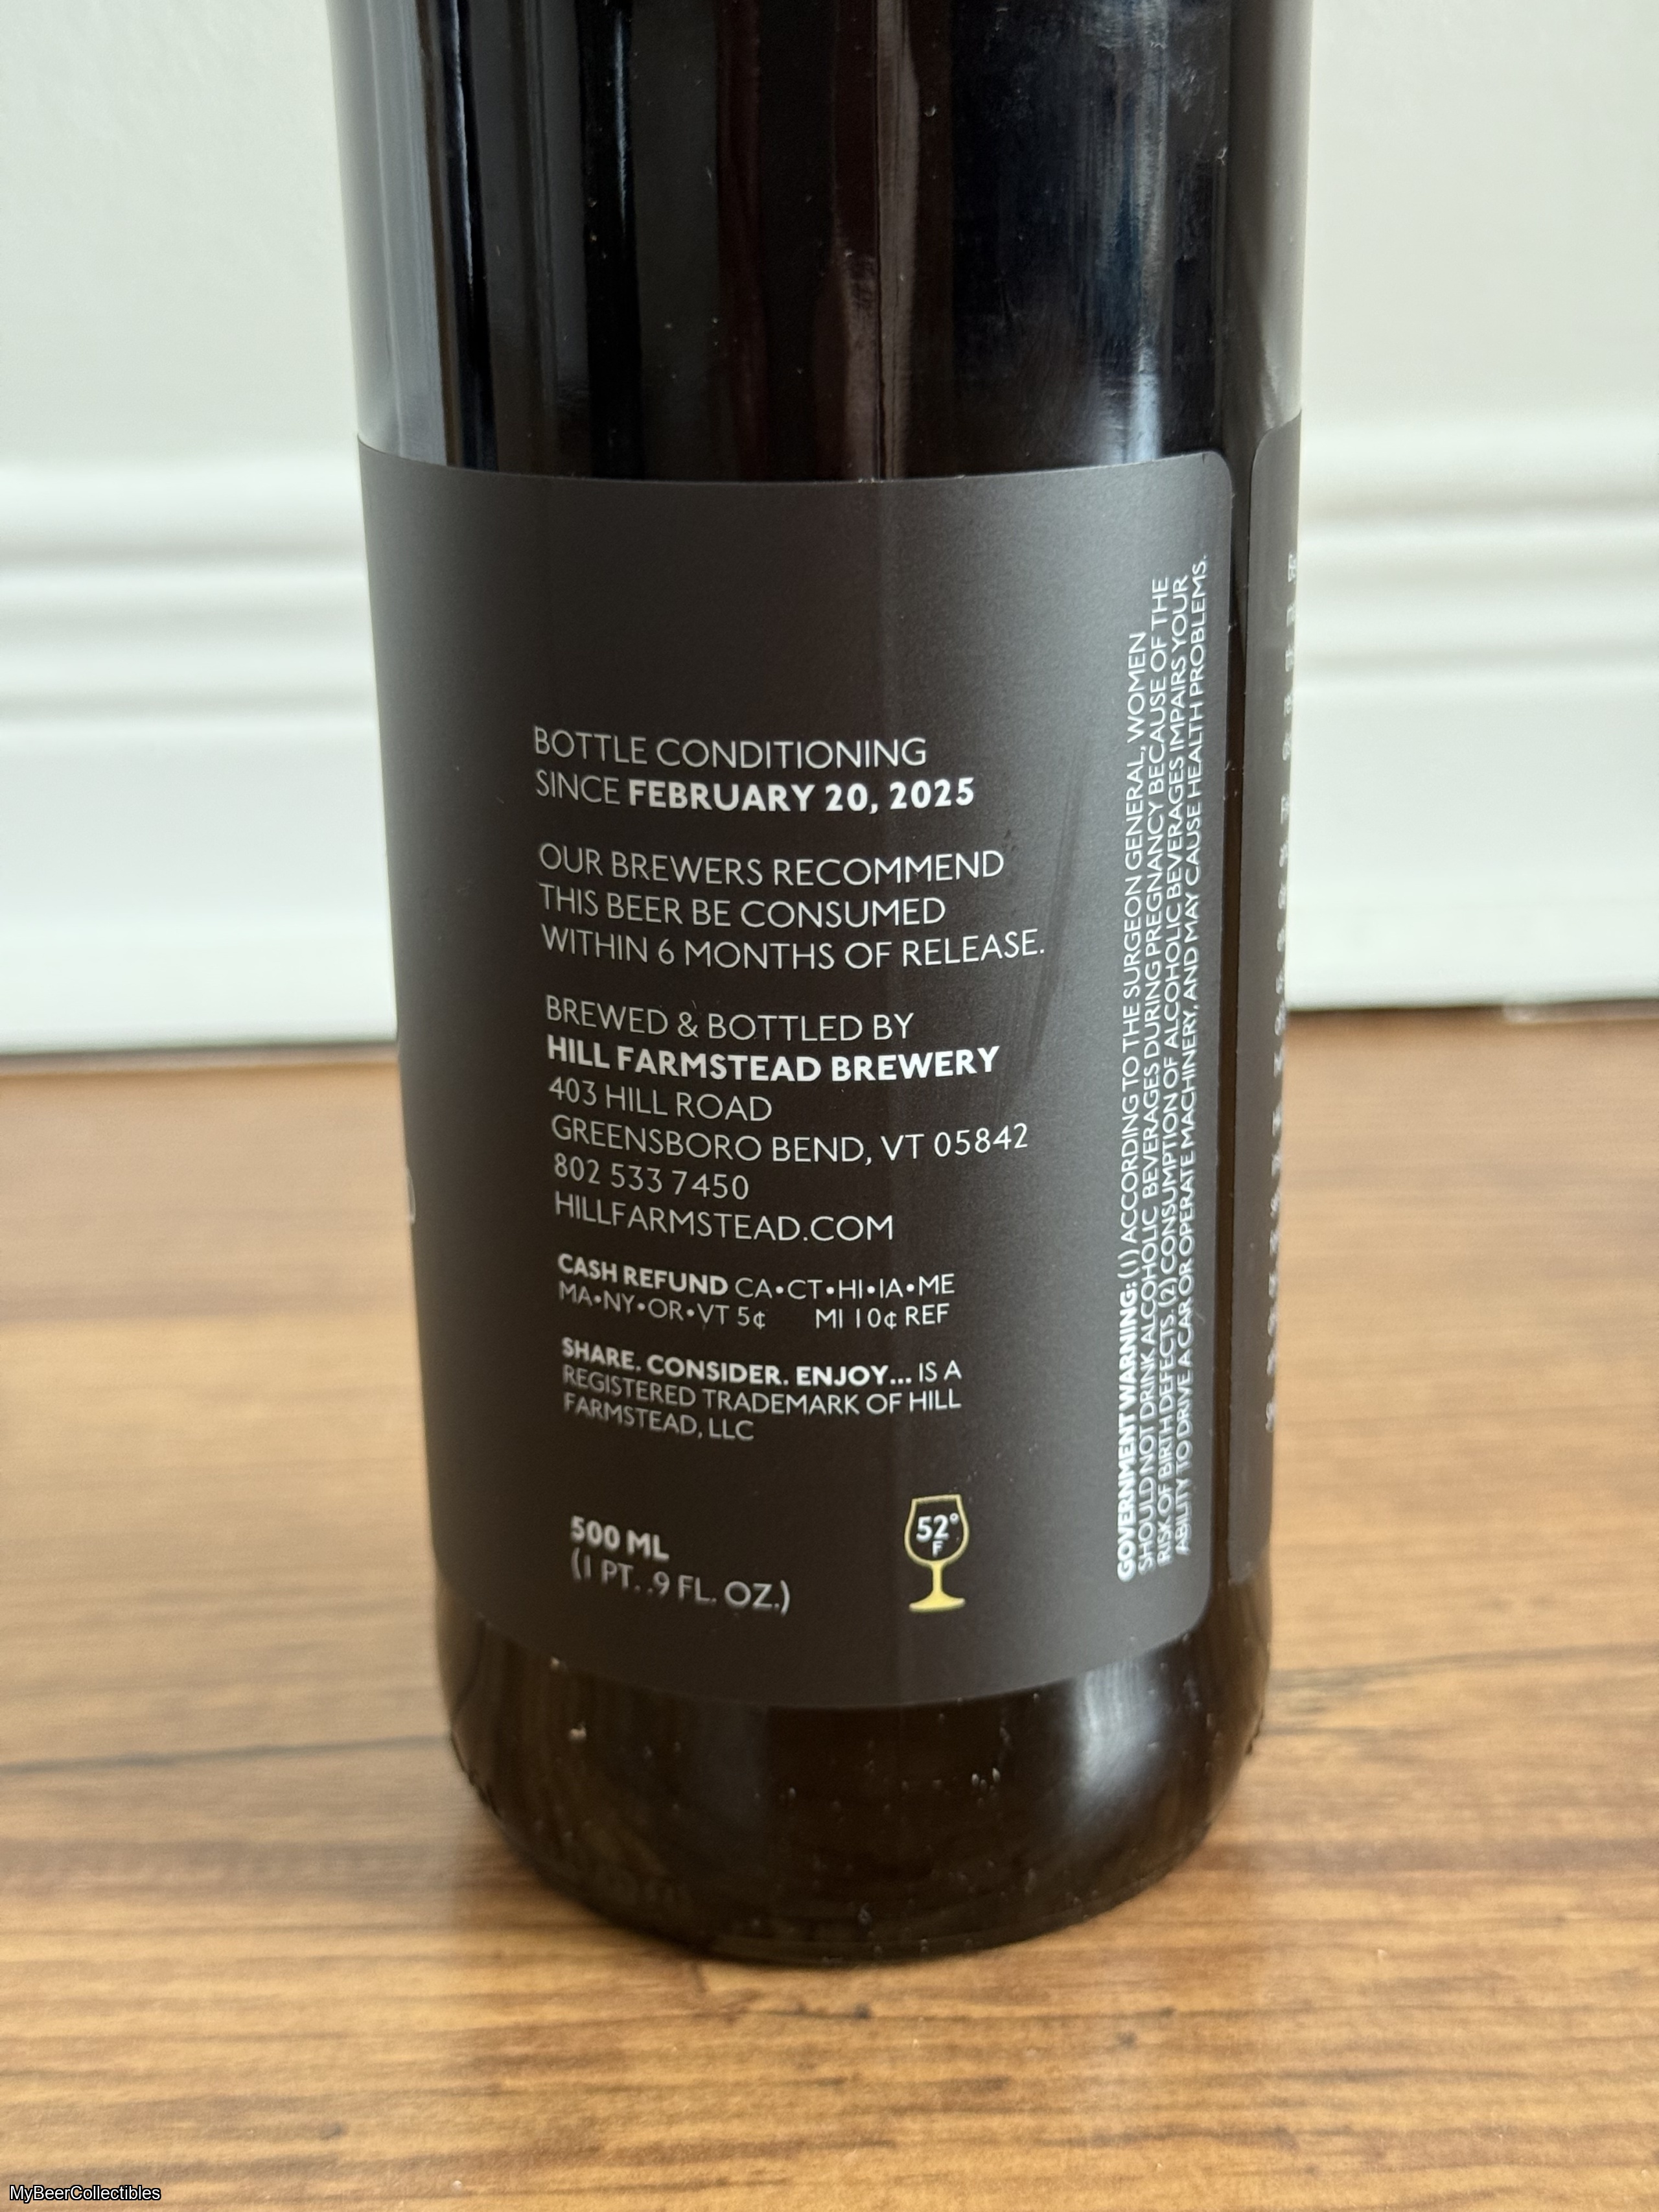 BOTTLE CONDITIONING
SINCE FEBRUARY 20, 2025
OUR BREWERS RECOMMEND
THIS BEER BE CONSUMED
WITHIN 6 MONTHS OF RELEASE.
BREWED & BOTTLED BY
HILL FARMSTEAD BREWERY
403 HILL ROAD
GREENSBORO BEND, VT 05842
802 533 7450
HILLFARMSTEAD.COM
CASH REFUND CA•CT•HI•IA•ME
MA•NY•OR•VT 5¢ MI 10¢ REF
SHARE. CONSIDER. ENJOY... IS A
REGISTERED TRADEMARK OF HILL
FARMSTEAD, LLC
500 ML
(1 PT. .9 FL. OZ.)
52°
F
GOVERNMENT WARNING: (1) ACCORDING TO THE SURGEON GENERAL, WOMEN
SHOULD NOT DRINK ALCOHOLIC BEVERAGES DURING PREGNANCY BECAUSE OF THE
RISK OF BIRTH DEFECTS. (2) CONSUMPTION OF ALCOHOLIC BEVERAGES IMPAIRS YOUR
ABILITY TO DRIVE A CAR OR OPERATE MACHINERY, AND MAY CAUSE HEALTH PROBLEMS.
MyBeerCollectibles